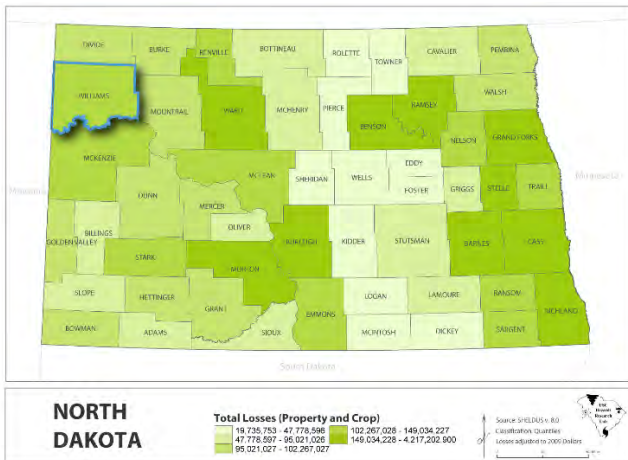 DIVIDE BURKE RENVILLE BOTTINEAU ROLETTE TOWNER CAVALIER PEMBINA
WILLIAMS MOUNTRAIL WARD MCHENRY PIERCE BENSON RAMSEY WALSH
NELSON GRAND FORKS
MCKENZIE MCLEAN SHERIDAN WELLS EDDY FOSTER GRIGGS STEELE TRAILL
DUNN MERCER OLIVER
GOLDEN VALLEY BILLINGS STARK MORTON BURLEIGH KIDDER STUTSMAN BARNES CASS
SLOPE HETTINGER GRANT EMMONS LOGAN LAMOURE RANSOM RICHLAND
BOWMAN ADAMS SIOUX MCINTOSH DICKEY SARGENT
Minnesota
South Dakota
NORTH
DAKOTA
Total Losses (Property and Crop)
19,735,753 - 47,778,596
47,778,597 - 95,021,026
95,021,027 - 102,267,027
102,267,028 - 149,034,227
149,034,228 - 4,217,202,900
Source: SHELDUS v. 8.0
Classification: Quantiles
Losses adjusted to 2009 Dollars